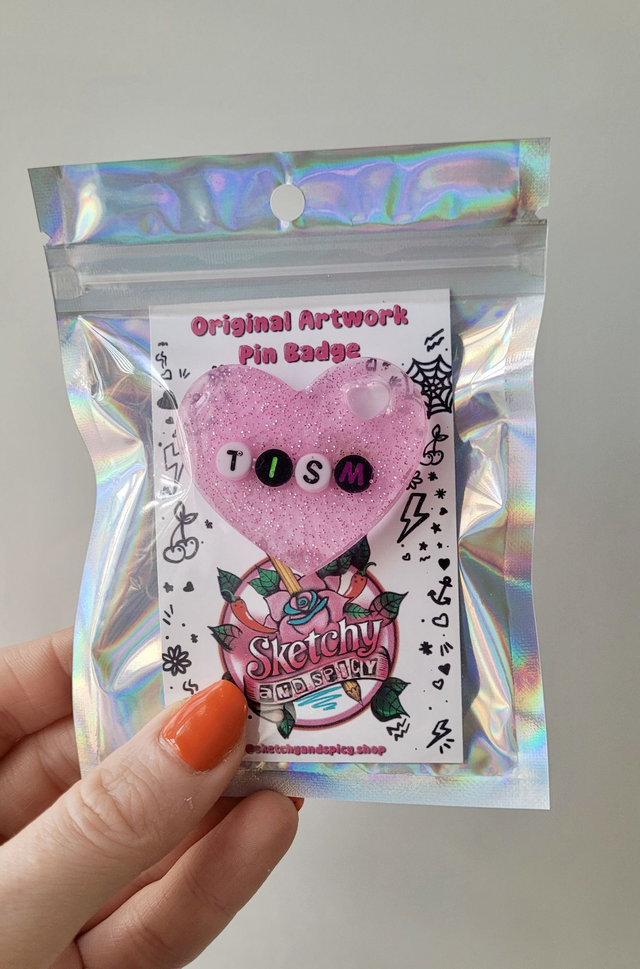 Original Artwork
Pin Badge
TISM
Sketchy
AND SPICY
@sketchyandspicy.shop